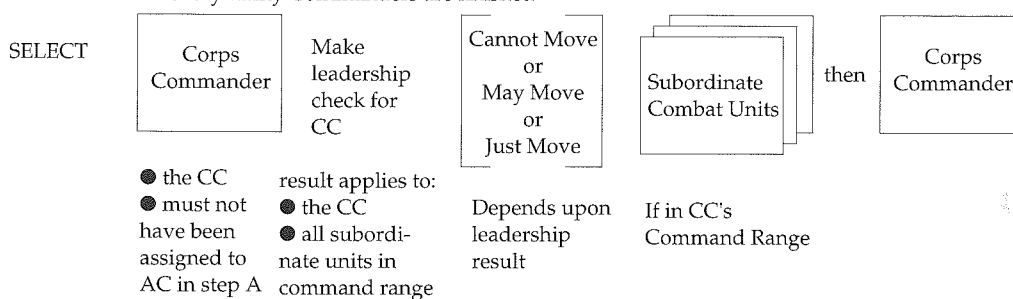 SELECT
Corps
Commander
Make
leadership
check for
CC
Cannot Move
or
May Move
or
Just Move
Subordinate
Combat Units
then
Corps
Commander
● the CC
● must not
have been
assigned to
AC in step A
result applies to:
● the CC
● all subordi-
nate units in
command range
Depends upon
leadership
result
If in CC's
Command Range